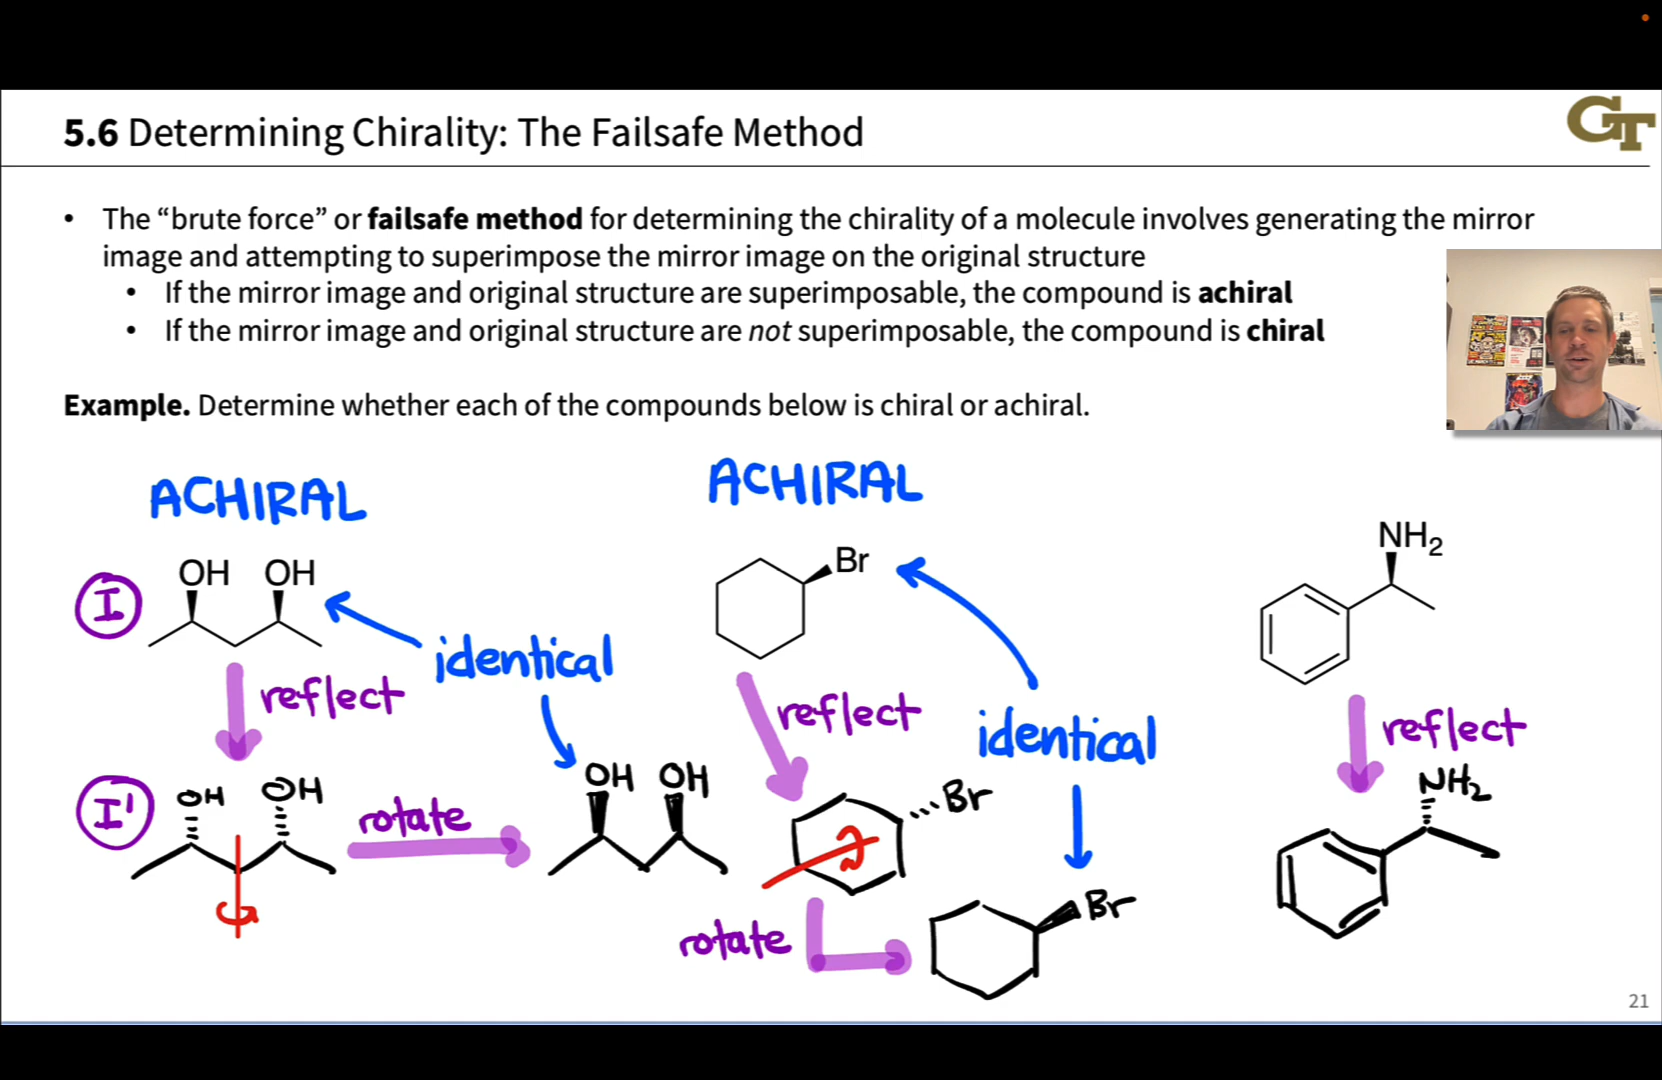 5.6 Determining Chirality: The Failsafe Method
GT
• The “brute force” or failsafe method for determining the chirality of a molecule involves generating the mirror
image and attempting to superimpose the mirror image on the original structure
• If the mirror image and original structure are superimposable, the compound is achiral
• If the mirror image and original structure are not superimposable, the compound is chiral
Example. Determine whether each of the compounds below is chiral or achiral.
ACHIRAL
I
OH OH
identical
reflect
I'
OH OH
rotate
OH OH
ACHIRAL
Br
reflect
identical
Br
rotate
Br
NH2
reflect
NH2
21